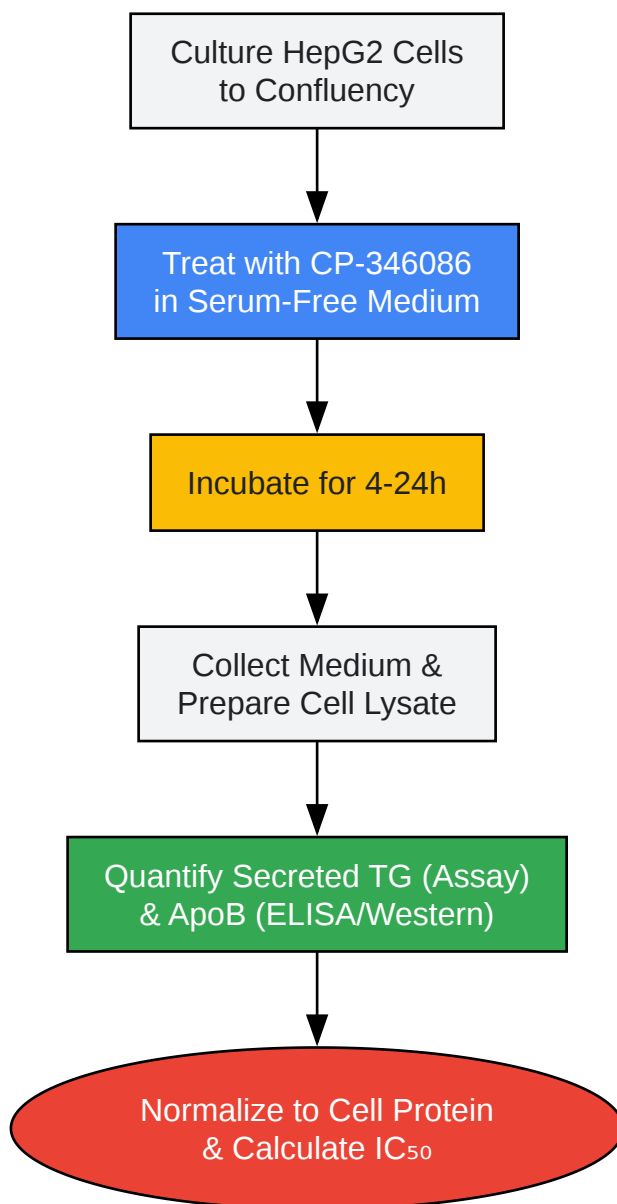 Culture HepG2 Cells
to Confluency
Treat with CP-346086
in Serum-Free Medium
Incubate for 4-24h
Collect Medium &
Prepare Cell Lysate
Quantify Secreted TG (Assay)
& ApoB (ELISA/Western)
Normalize to Cell Protein
& Calculate IC₅₀